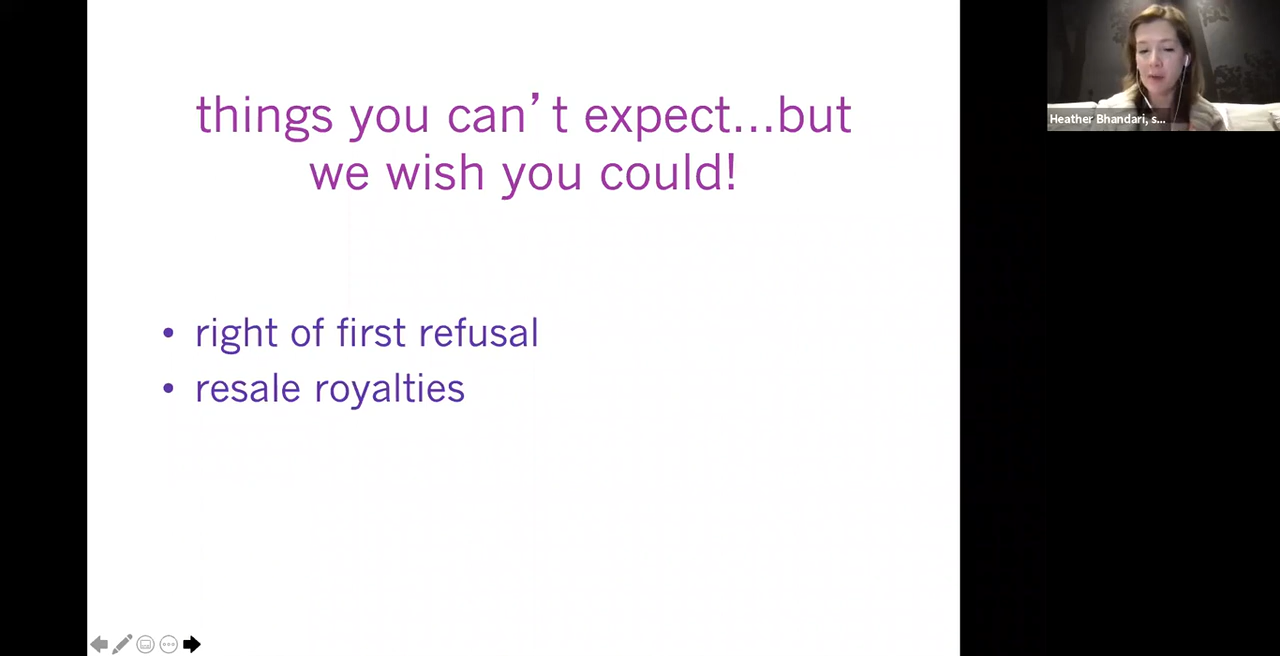 things you can’t expect...but
we wish you could!
• right of first refusal
• resale royalties
Heather Bhandari, s...